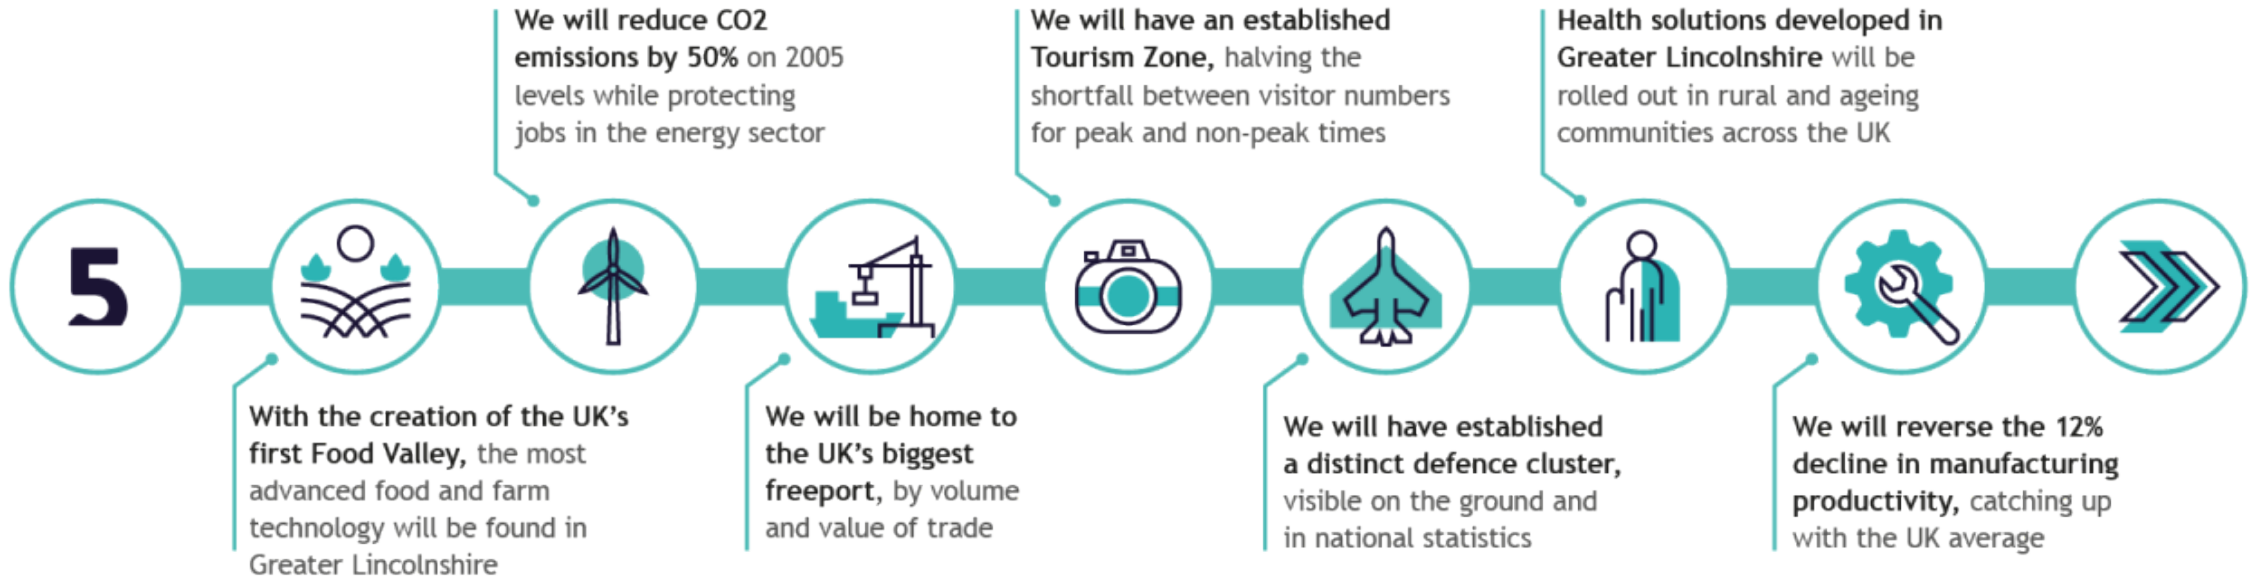 5
With the creation of the UK's
first Food Valley, the most
advanced food and farm
technology will be found in
Greater Lincolnshire
We will reduce CO2
emissions by 50% on 2005
levels while protecting
jobs in the energy sector
We will be home to
the UK's biggest
freeport, by volume
and value of trade
We will have an established
Tourism Zone, halving the
shortfall between visitor numbers
for peak and non-peak times
We will have established
a distinct defence cluster,
visible on the ground and
in national statistics
Health solutions developed in
Greater Lincolnshire will be
rolled out in rural and ageing
communities across the UK
We will reverse the 12%
decline in manufacturing
productivity, catching up
with the UK average